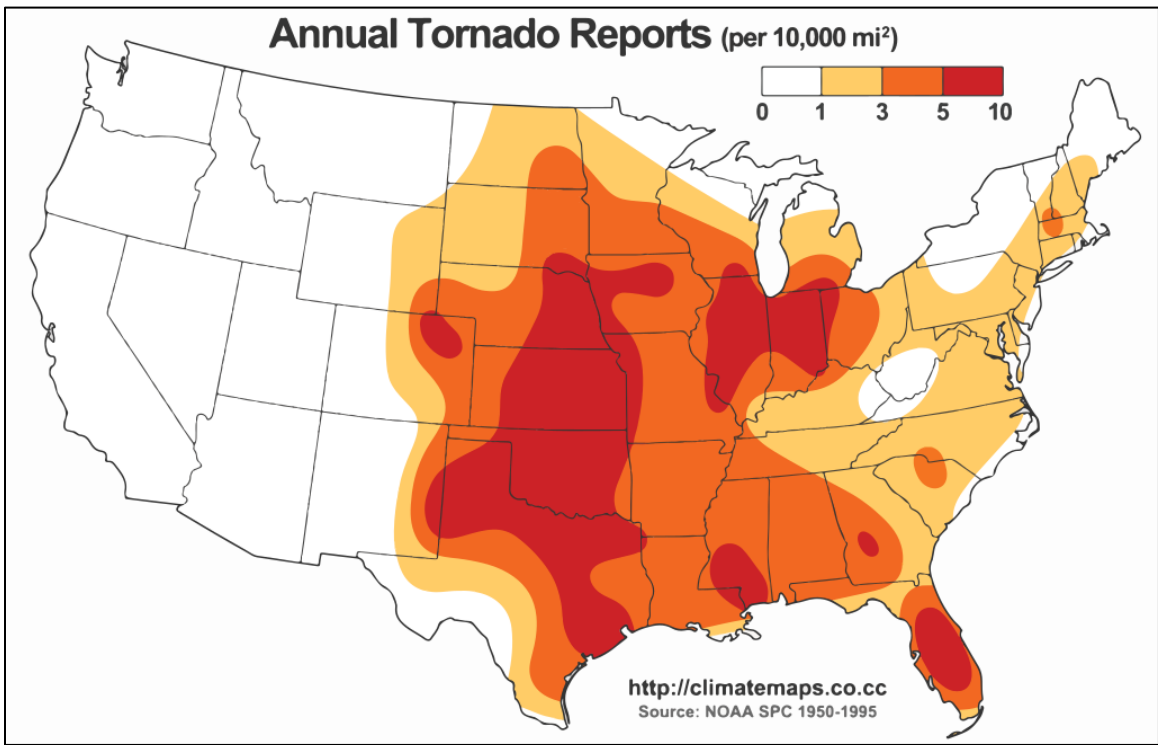 Annual Tornado Reports (per 10,000 mi²)
0 1 3 5 10
http://climatemaps.co.cc
Source: NOAA SPC 1950-1995